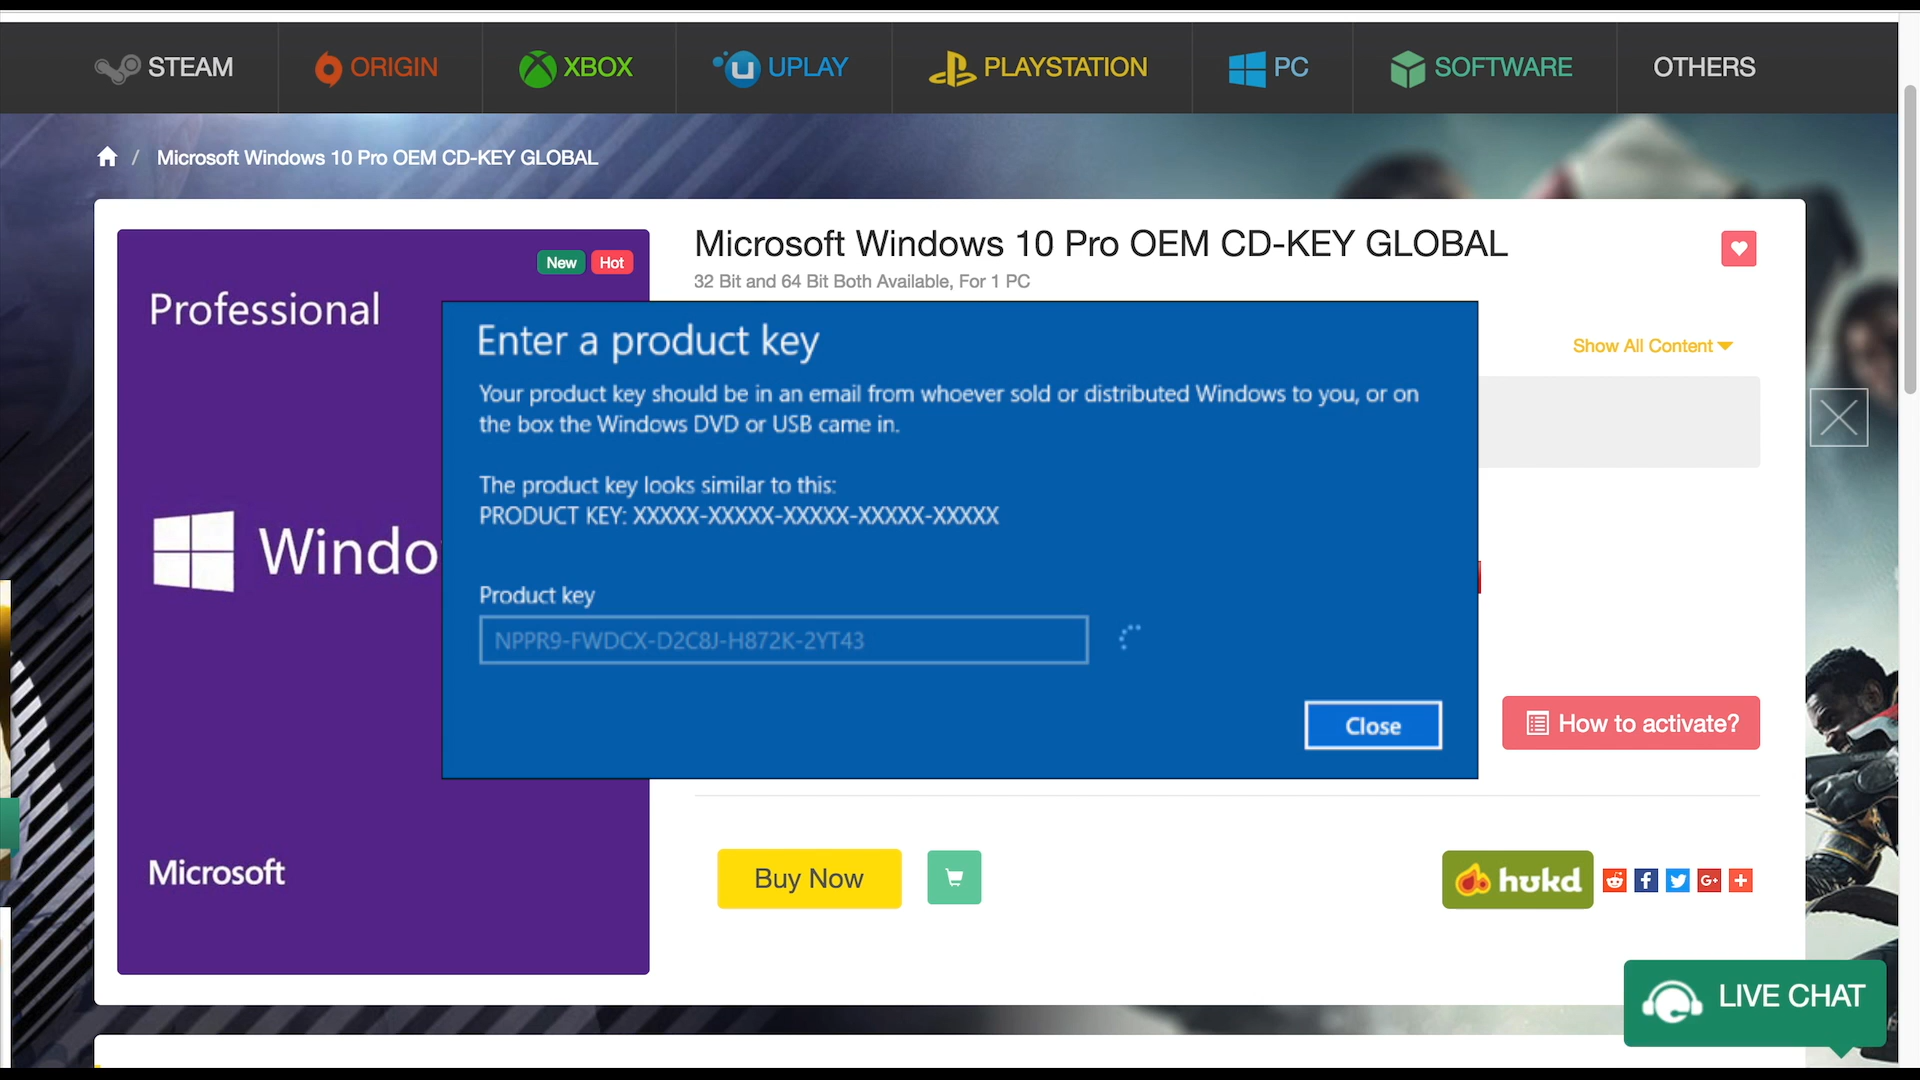 STEAM
ORIGIN
XBOX
UPLAY
PLAYSTATION
PC
SOFTWARE
OTHERS
/ Microsoft Windows 10 Pro OEM CD-KEY GLOBAL
New
Hot
Professional
Windo
Microsoft
Microsoft Windows 10 Pro OEM CD-KEY GLOBAL
32 Bit and 64 Bit Both Available, For 1 PC
Show All Content
Enter a product key
Your product key should be in an email from whoever sold or distributed Windows to you, or on
the box the Windows DVD or USB came in.
The product key looks similar to this:
PRODUCT KEY: XXXXX-XXXXX-XXXXX-XXXXX-XXXXX
Product key
NPPR9-FWDCX-D2C8J-H872K-2YT43
Close
How to activate?
Buy Now
hukd
G+
LIVE CHAT